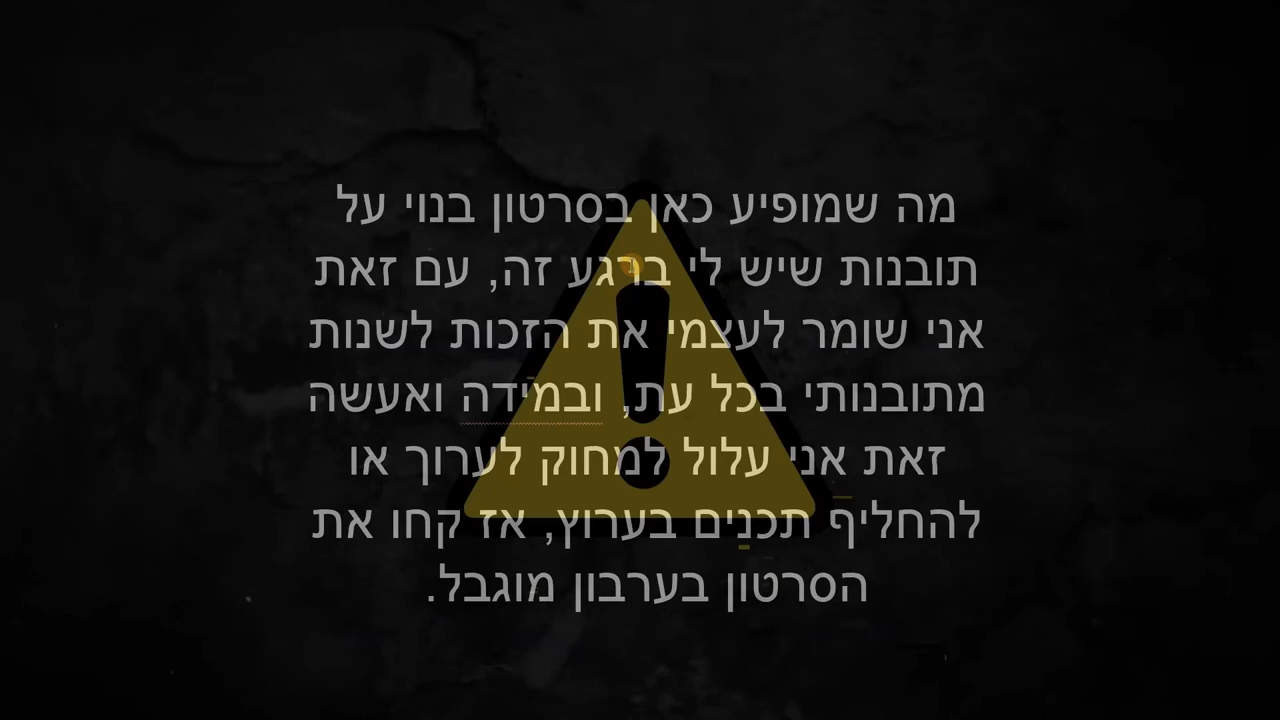 מה שמופיע כאן בסרטון בנוי על
תובנות שיש לי ברגע זה, עם זאת
אני שומר לעצמי את הזכות לשנות
מתובנותי בכל עת, ובמידה ואעשה
זאת אני עלול למחוק לערוך או
להחליף תכנים בערוץ, אז קחו את
הסרטון בערבון מוגבל.